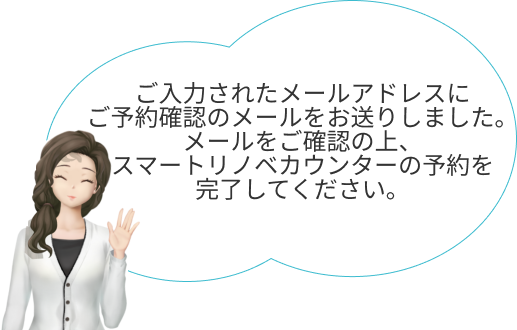 ご入力されたメールアドレスに
ご予約確認のメールをお送りしました。
メールをご確認の上、
スマートリノベカウンターの予約を
完了してください。